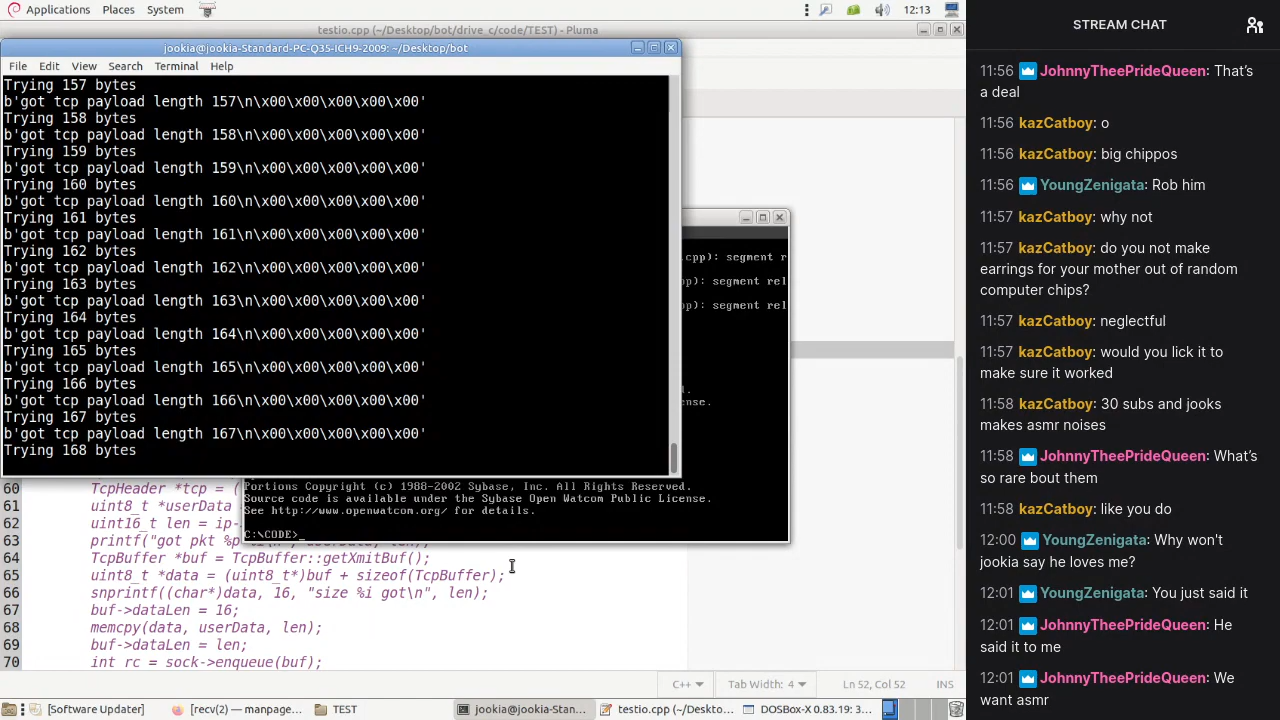 Applications Places System 12:13
testio.cpp (~/Desktop/bot/drive_c/code/TEST) - Pluma
jookia@jookia-Standard-PC-Q35-ICH9-2009: ~/Desktop/bot
File Edit View Search Terminal Help
Trying 157 bytes
b'got tcp payload length 157\n\x00\x00\x00\x00\x00'
Trying 158 bytes
b'got tcp payload length 158\n\x00\x00\x00\x00\x00'
Trying 159 bytes
b'got tcp payload length 159\n\x00\x00\x00\x00\x00'
Trying 160 bytes
b'got tcp payload length 160\n\x00\x00\x00\x00\x00'
Trying 161 bytes
b'got tcp payload length 161\n\x00\x00\x00\x00\x00'
Trying 162 bytes
b'got tcp payload length 162\n\x00\x00\x00\x00\x00'
Trying 163 bytes
b'got tcp payload length 163\n\x00\x00\x00\x00\x00'
Trying 164 bytes
b'got tcp payload length 164\n\x00\x00\x00\x00\x00'
Trying 165 bytes
b'got tcp payload length 165\n\x00\x00\x00\x00\x00'
Trying 166 bytes
b'got tcp payload length 166\n\x00\x00\x00\x00\x00'
Trying 167 bytes
b'got tcp payload length 167\n\x00\x00\x00\x00\x00'
Trying 168 bytes
.cpp): segment r
pp): segment rel
pp): segment rel
Portions Copyright (c) 1988-2002 Sybase, Inc. All Rights Reserved.
Source code is available under the Sybase Open Watcom Public License.
See http://www.openwatcom.org/ for details.
C:\CODE>_
60 TcpHeader *tcp = (
61 uint8_t *userData
62 uint16_t len = ip-
63
64 TcpBuffer *buf = TcpBuffer::getXmitBuf();
65 uint8_t *data = (uint8_t*)buf + sizeof(TcpBuffer);
66 snprintf((char*)data, 16, "size %i got\n", len);
67 buf->dataLen = 16;
68 memcpy(data, userData, len);
69 buf->dataLen = len;
70 int rc = sock->enqueue(buf);
C++ Tab Width: 4 Ln 52, Col 52 INS
[Software Updater] [recv(2) — manpage... TEST jookia@jookia-Stan... testio.cpp (~/Deskto... DOSBox-X 0.83.19: 3...
STREAM CHAT
11:56 JohnnyTheePrideQueen: That's
a deal
11:56 kazCatboy: o
11:56 kazCatboy: big chippos
11:56 YoungZenigata: Rob him
11:57 kazCatboy: why not
11:57 kazCatboy: do you not make
earrings for your mother out of random
computer chips?
11:57 kazCatboy: neglectful
11:57 kazCatboy: would you lick it to
make sure it worked
11:58 kazCatboy: 30 subs and jooks
makes asmr noises
11:58 JohnnyTheePrideQueen: What's
so rare bout them
11:58 kazCatboy: like you do
12:00 YoungZenigata: Why won't
jookia say he loves me?
12:01 YoungZenigata: You just said it
12:01 JohnnyTheePrideQueen: He
said it to me
12:01 JohnnyTheePrideQueen: We
want asmr